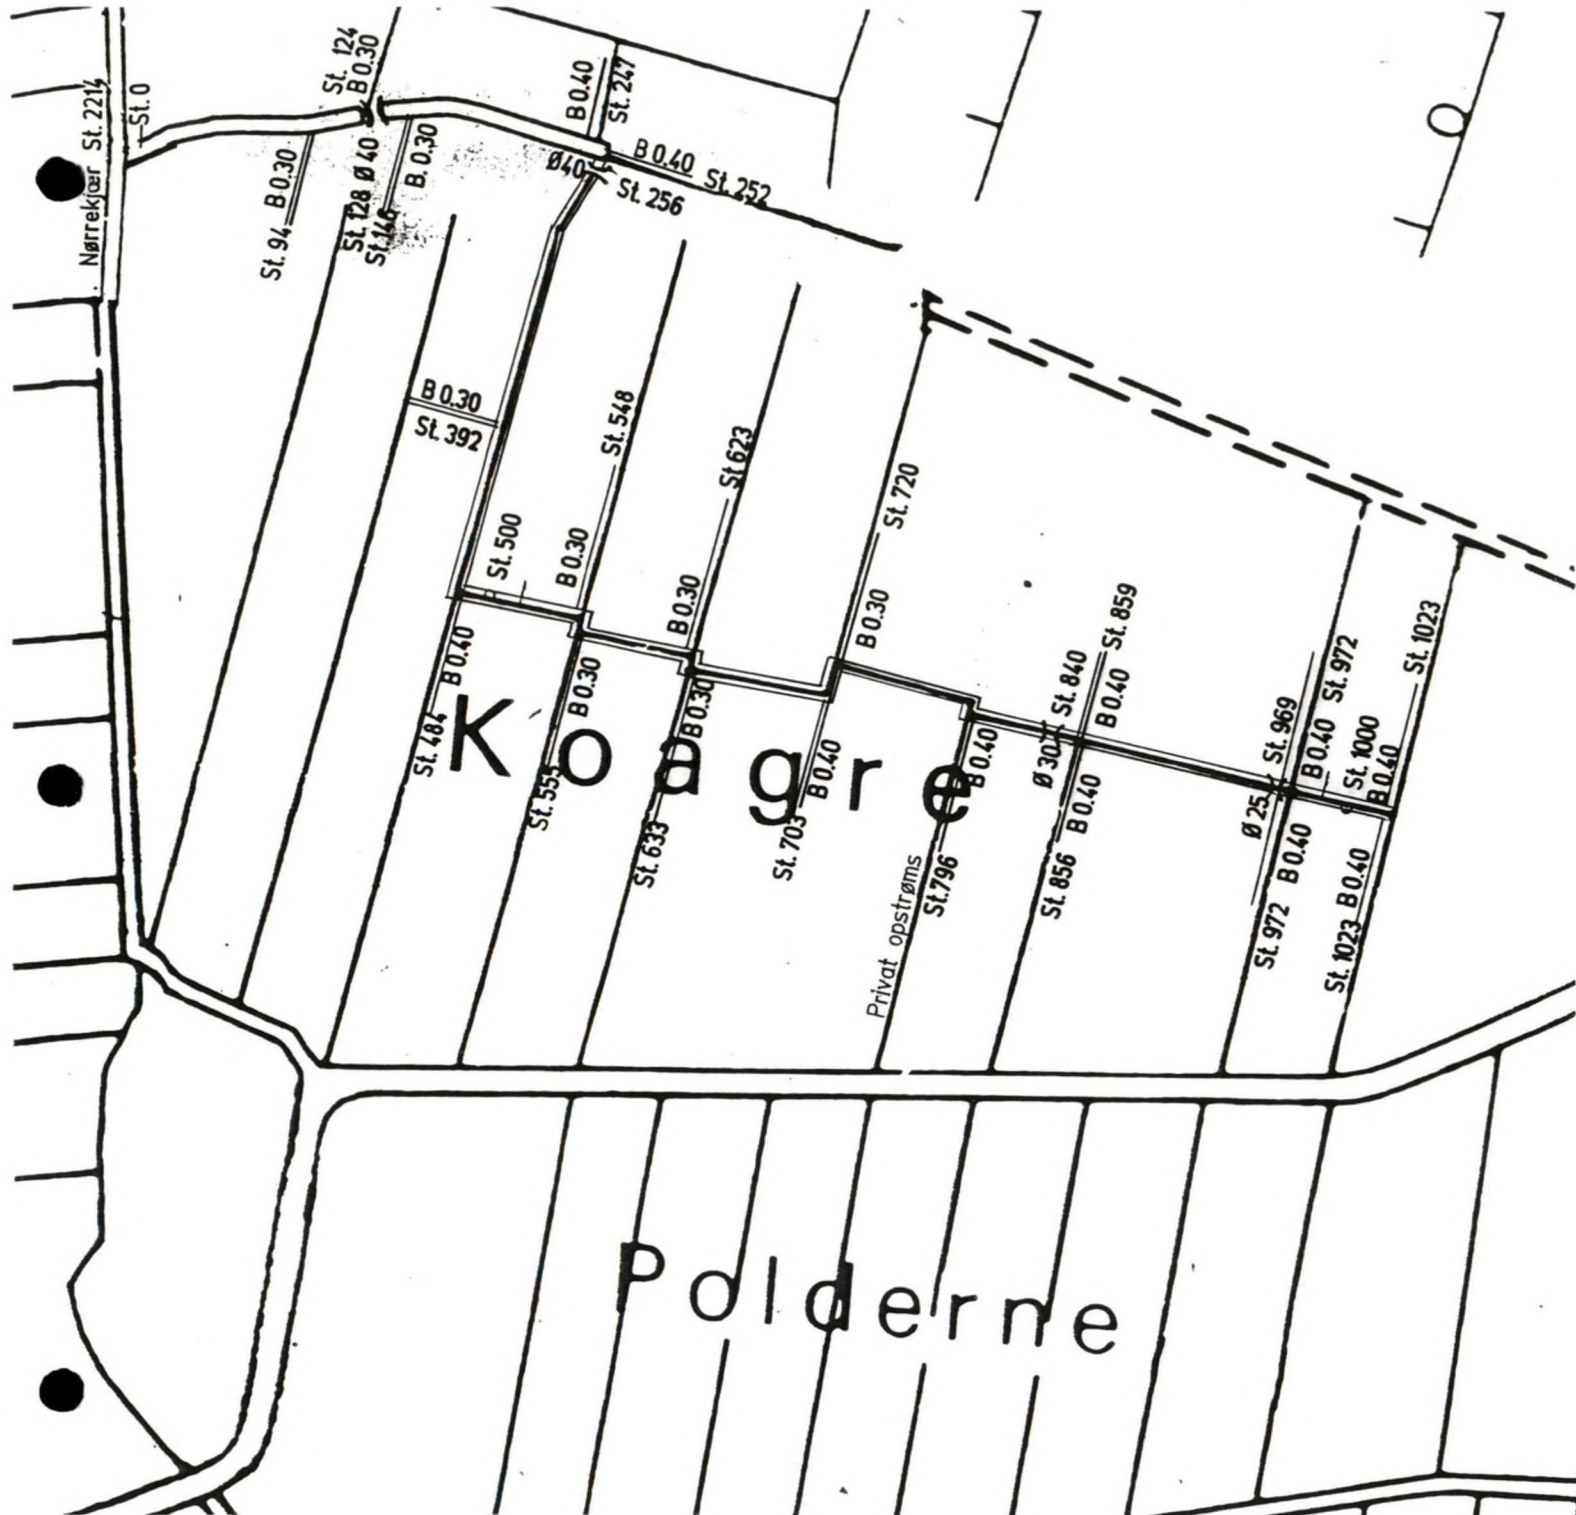 Nørrekjær St. 2214
St. 0
St. 124
B 0.30
B 0.30
St. 94
St. 128 Ø 40
St. 146
B. 0.30
B 0.40
St. 247
Ø40
B 0.40
St. 252
St. 256
B 0.30
St. 392
St. 548
St 623
St. 720
St. 500
B 0.30
B 0.30
B 0.30
St. 859
St. 1023
B 0.40
St. 484
B 0.30
St. 555
B 0.30
St. 633
B 0.40
St. 703
B 0.40
St. 796
Privat opstrøms
St. 840
Ø 30
B 0.40
B 0.40
St. 856
St. 969
Ø 25
St. 972
B 0.40
St. 1000
B 0.40
B 0.40
St. 972
B 0.40
St. 1023
Koagre
Polderne